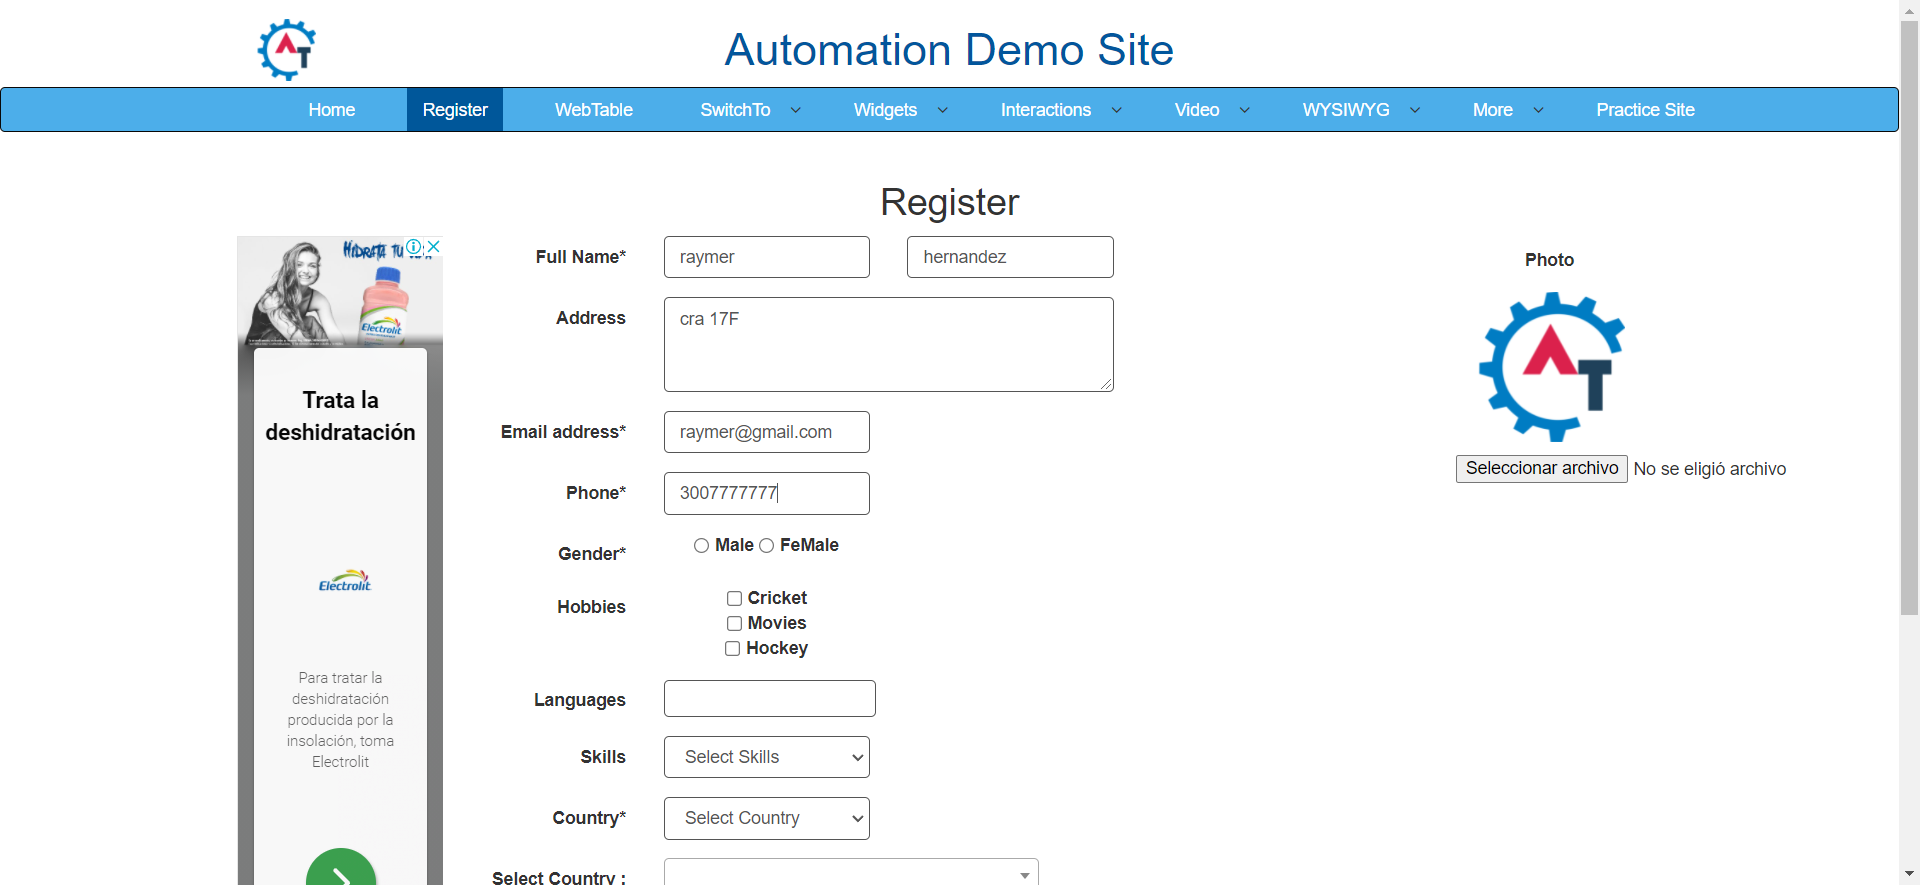 AT
Automation Demo Site
Home Register WebTable SwitchTo Widgets Interactions Video WYSIWYG More Practice Site
Register
HIDRATA TU
Electrolit
Trata la
deshidratación
Electrolit
Para tratar la
deshidratación
producida por la
insolación, toma
Electrolit
Full Name* raymer hernandez
Address cra 17F
Email address* raymer@gmail.com
Phone* 3007777777
Gender* Male FeMale
Hobbies Cricket
Movies
Hockey
Languages
Skills Select Skills
Country* Select Country
Select Country :
Photo
AT
Seleccionar archivo No se eligió archivo